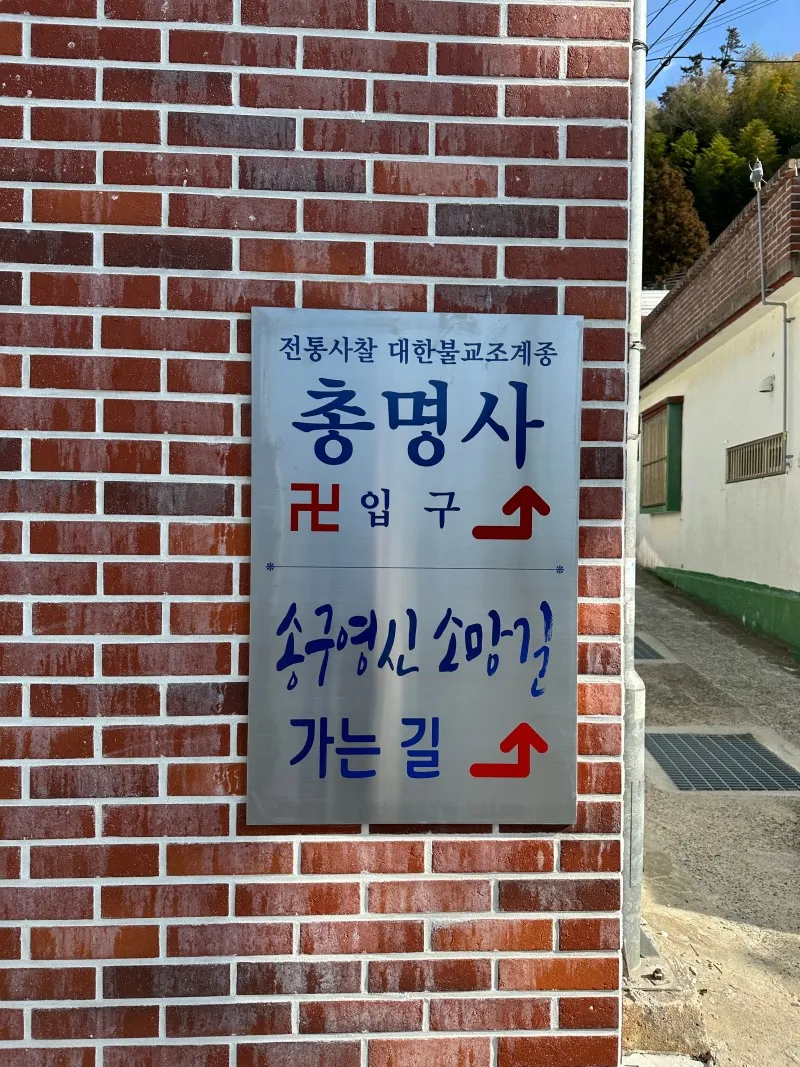 전통사찰 대한불교조계종
총명사
卍 입 구
송구영신 소망길
가는 길